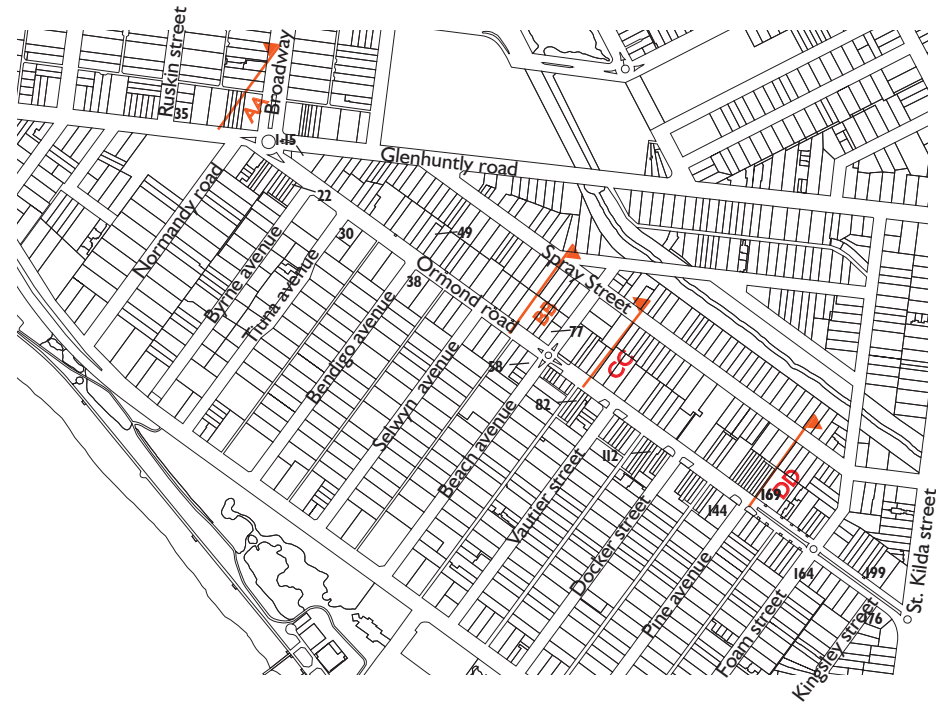 Ruskin street
Broadway
AA
35
1-15
Glenhuntly road
Normandy road
22
Byrne avenue
30
Tiuna avenue
49
38
Ormond road
Spray Street
BB
77
Bendigo avenue
58
CC
Selwyn avenue
82
Beach avenue
112
Vautier street
169
DD
144
Docker street
Pine avenue
164
199
Foam street
176
Kingsley street
St. Kilda street